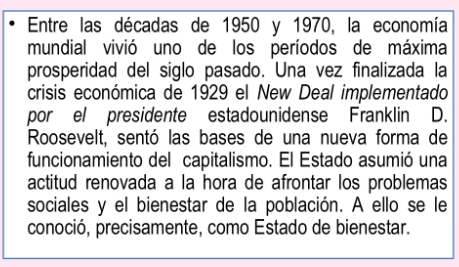 • Entre las décadas de 1950 y 1970, la economía
mundial vivió uno de los períodos de máxima
prosperidad del siglo pasado. Una vez finalizada la
crisis económica de 1929 el New Deal implementado
por el presidente estadounidense Franklin D.
Roosevelt, sentó las bases de una nueva forma de
funcionamiento del capitalismo. El Estado asumió una
actitud renovada a la hora de afrontar los problemas
sociales y el bienestar de la población. A ello se le
conoció, precisamente, como Estado de bienestar.